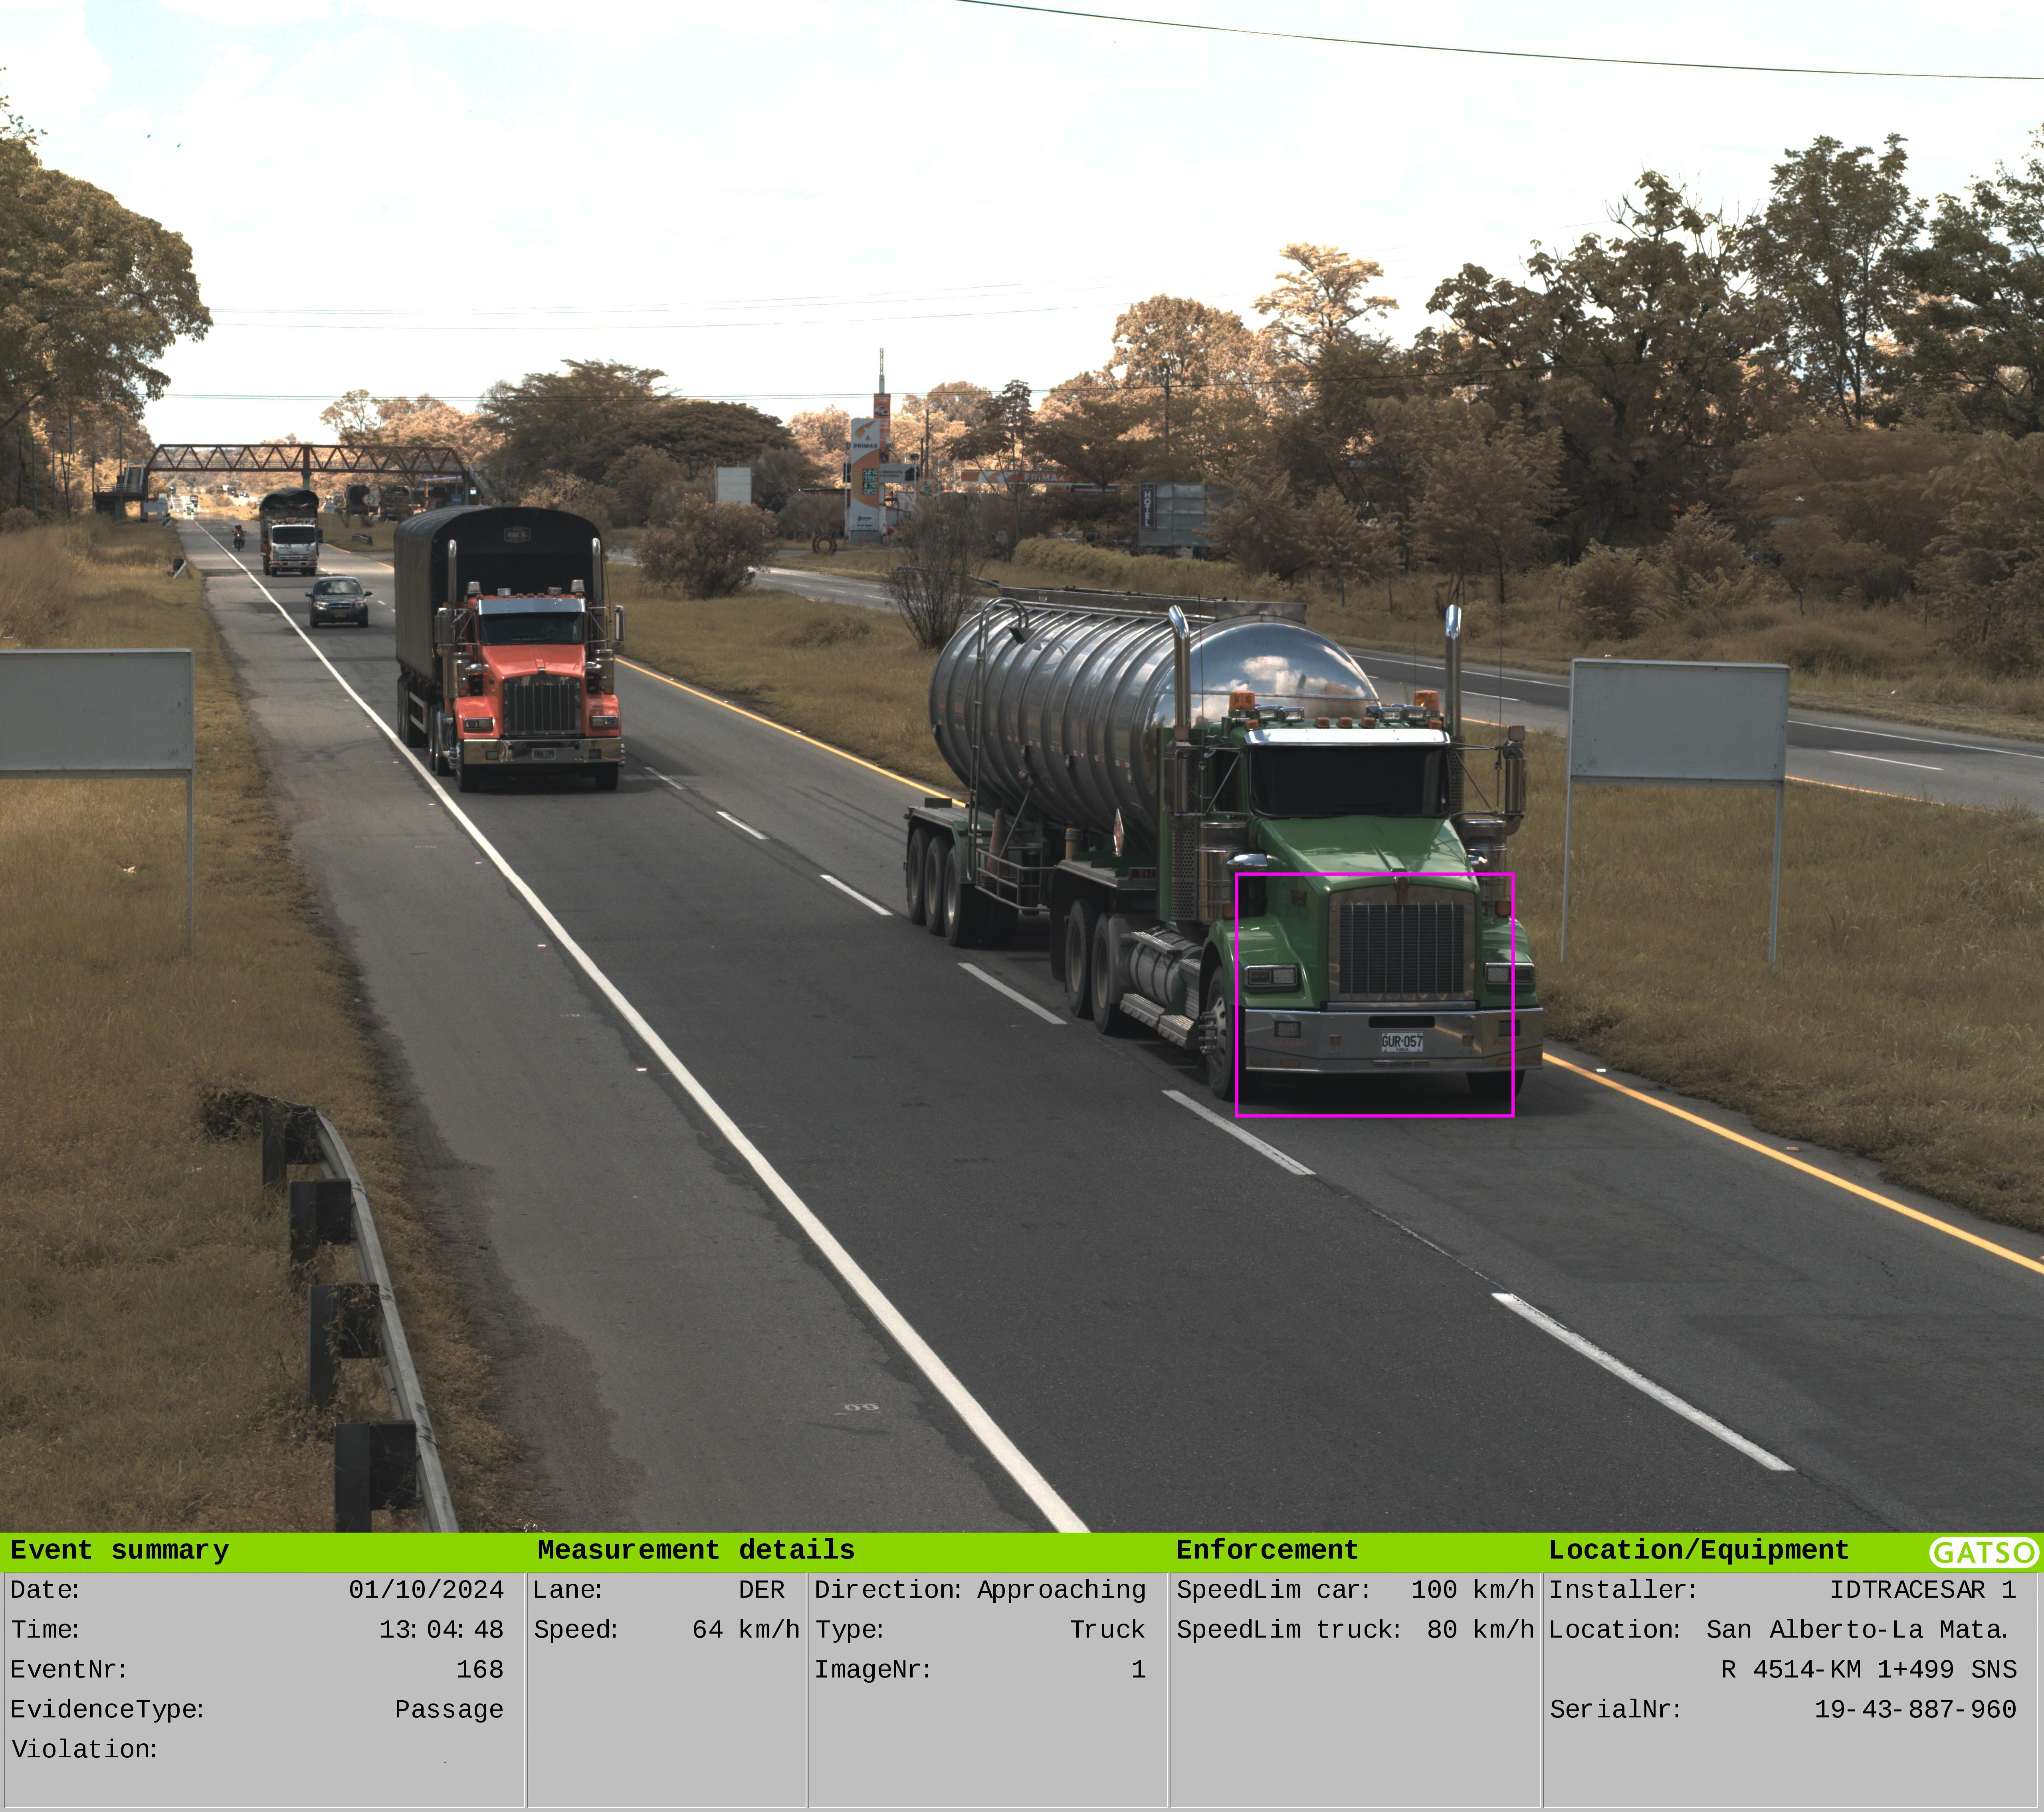 PRIMAX
PRIMAX
HOTEL
GUR 057
60
Event summary
Date: 01/10/2024
Time: 13:04:48
EventNr: 168
EvidenceType: Passage
Violation:
Measurement details
Lane: DER
Speed: 64 km/h
Direction: Approaching
Type: Truck
ImageNr: 1
Enforcement
SpeedLim car: 100 km/h
SpeedLim truck: 80 km/h
Location/Equipment
GATSO
Installer: IDTRACESAR 1
Location: San Alberto-La Mata.
R 4514-KM 1+499 SNS
SerialNr: 19-43-887-960